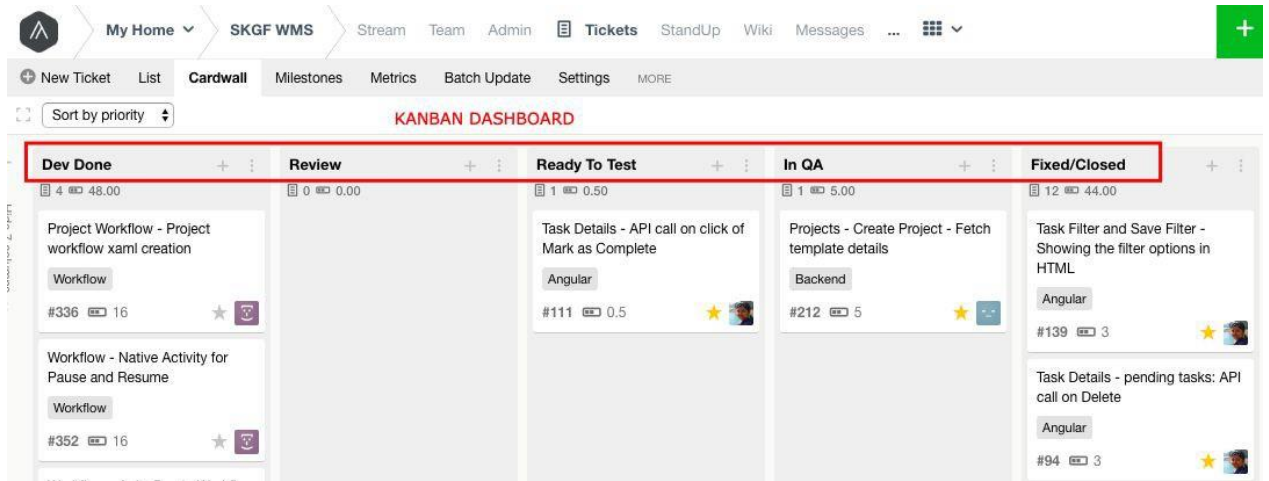 My Home
SKGF WMS
Stream
Team
Admin
Tickets
StandUp
Wiki
Messages
...
+
New Ticket
List
Cardwall
Milestones
Metrics
Batch Update
Settings
MORE
Sort by priority
KANBAN DASHBOARD
Dev Done
4 48.00
Project Workflow - Project
workflow xaml creation
Workflow
#336 16
Workflow - Native Activity for
Pause and Resume
Workflow
#352 16
Review
0 0.00
Ready To Test
1 0.50
Task Details - API call on click of
Mark as Complete
Angular
#111 0.5
In QA
1 5.00
Projects - Create Project - Fetch
template details
Backend
#212 5
Fixed/Closed
12 44.00
Task Filter and Save Filter -
Showing the filter options in
HTML
Angular
#139 3
Task Details - pending tasks: API
call on Delete
Angular
#94 3